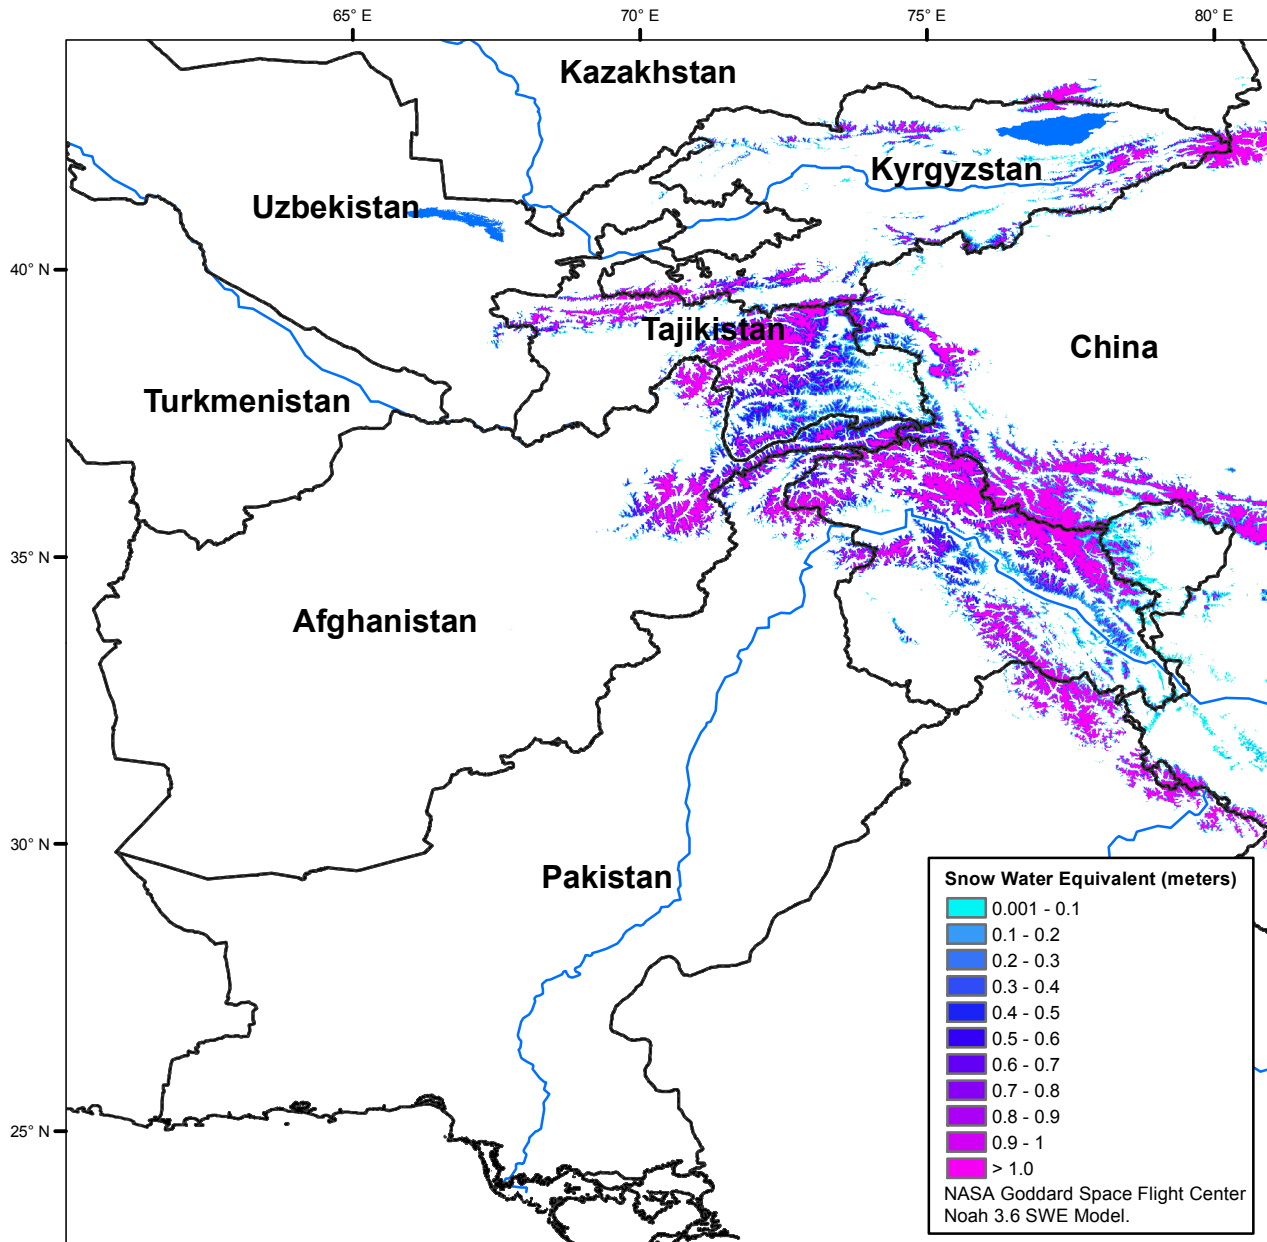 65° E
70° E
75° E
80° E
Kazakhstan
Kyrgyzstan
Uzbekistan
40° N
Tajikistan
China
Turkmenistan
35° N
Afghanistan
30° N
Pakistan
25° N
Snow Water Equivalent (meters)
0.001 - 0.1
0.1 - 0.2
0.2 - 0.3
0.3 - 0.4
0.4 - 0.5
0.5 - 0.6
0.6 - 0.7
0.7 - 0.8
0.8 - 0.9
0.9 - 1
> 1.0
NASA Goddard Space Flight Center
Noah 3.6 SWE Model.